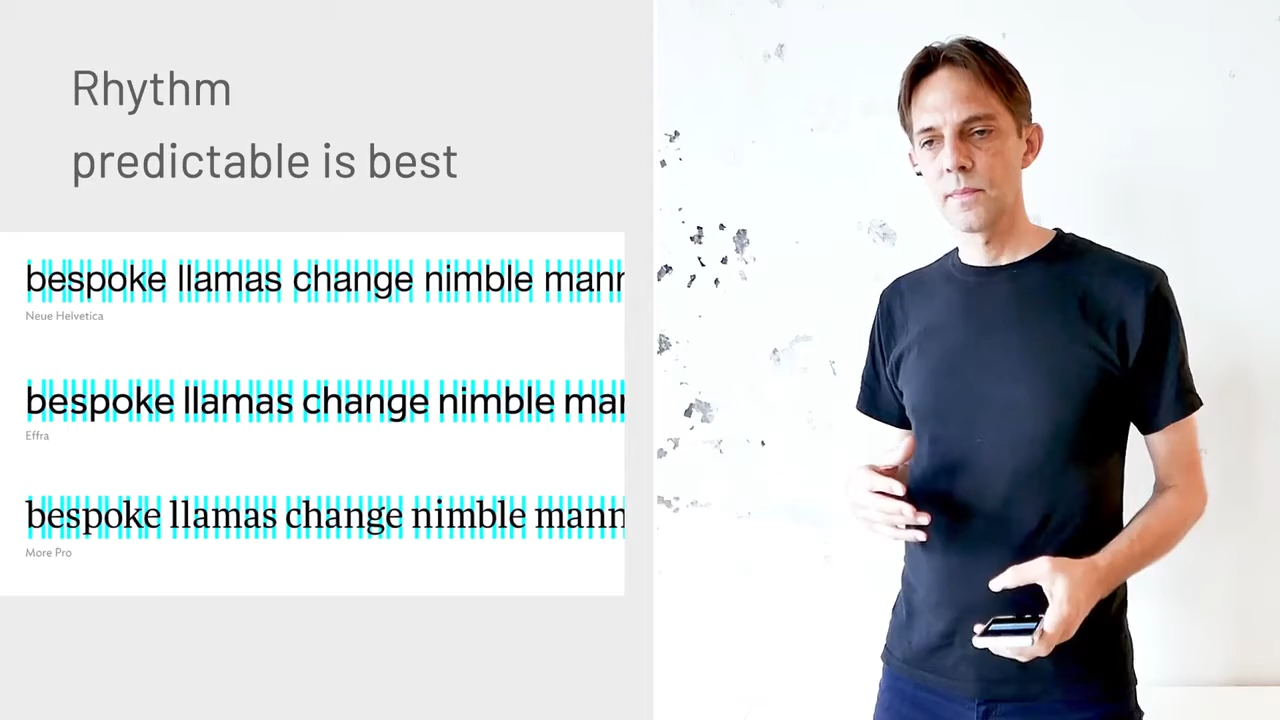 Rhythm
predictable is best
bespoke llamas change nimble mann
Neue Helvetica
bespoke llamas change nimble mar
Effra
bespoke llamas change nimble mann
More Pro